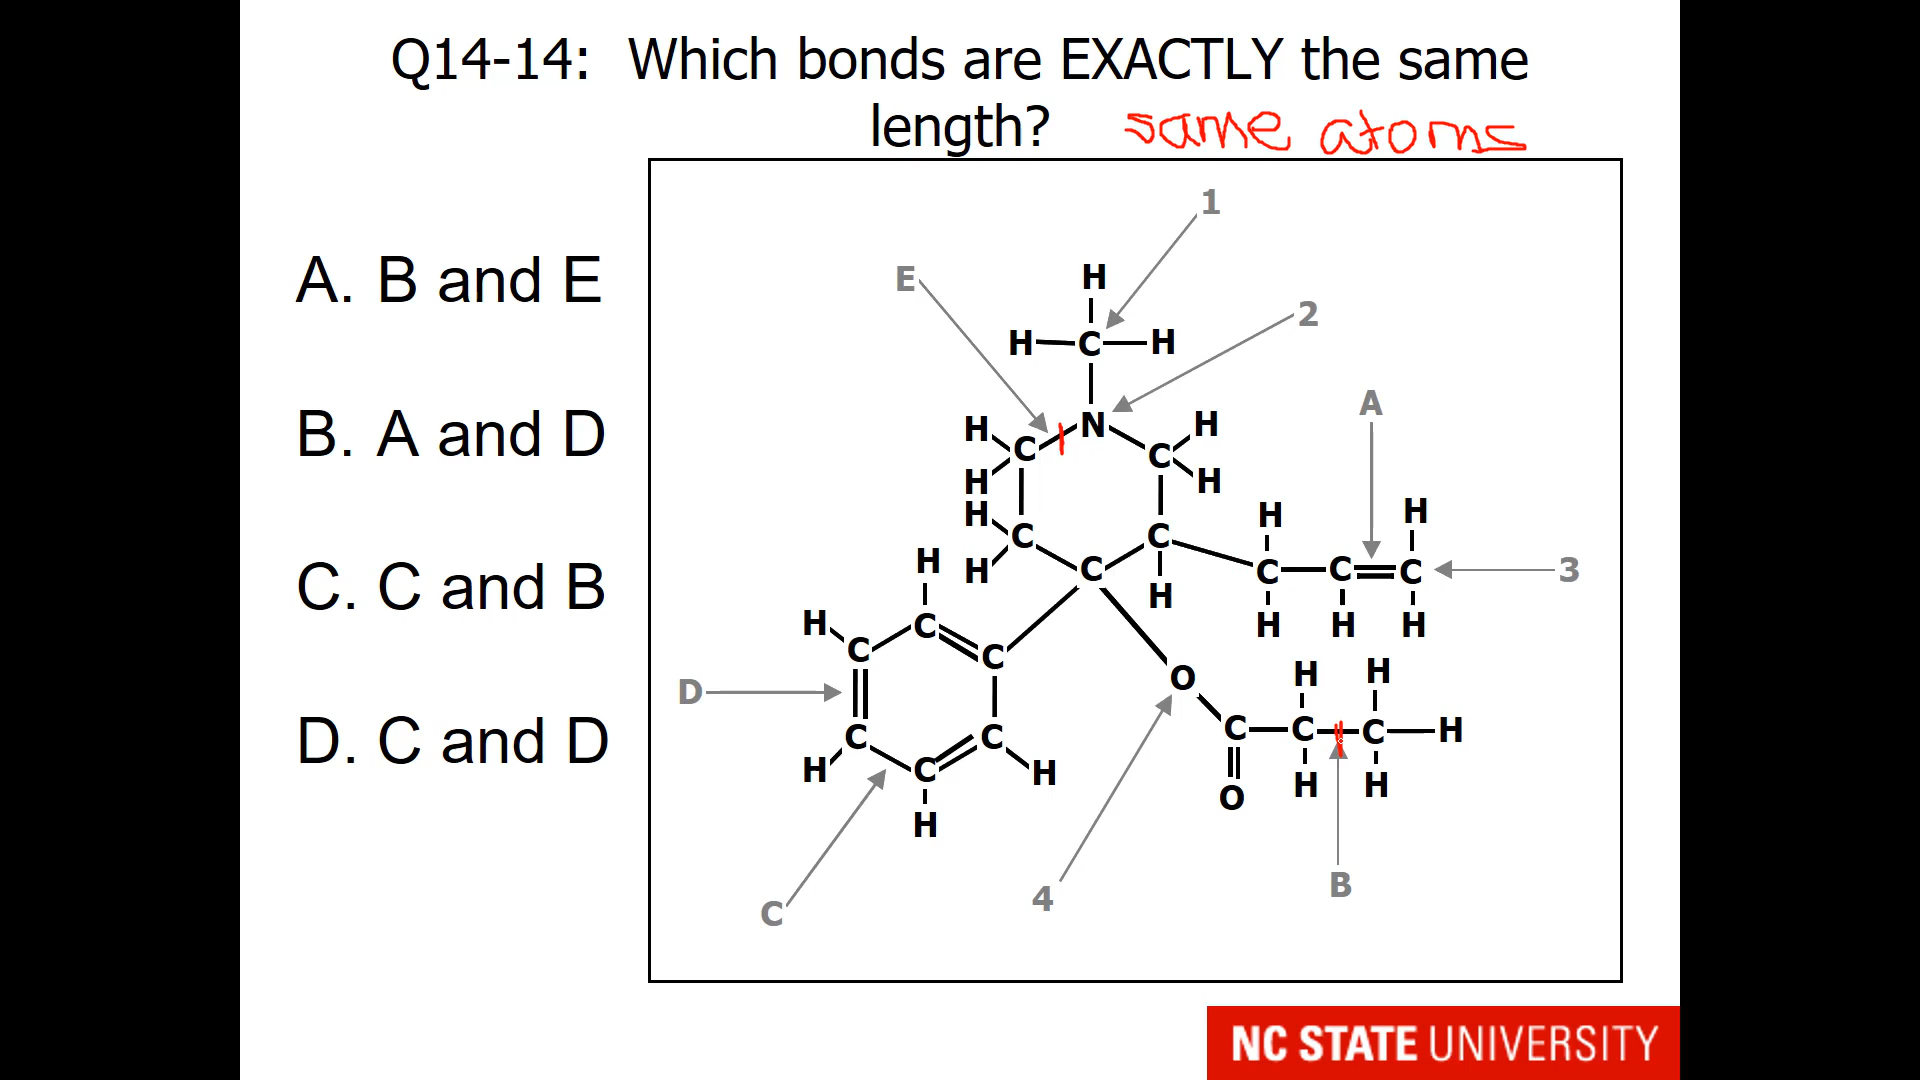 Q14-14: Which bonds are EXACTLY the same
length? same atoms
A. B and E
B. A and D
C. C and B
D. C and D
1
E
H
2
H C H
A
H N H
C C
H H
H H H
C C
H C C C C 3
H H H
H C H H H
C C H H
D O
C C H
C C C
C O H H
H H
H
B
4
C
NC STATE UNIVERSITY